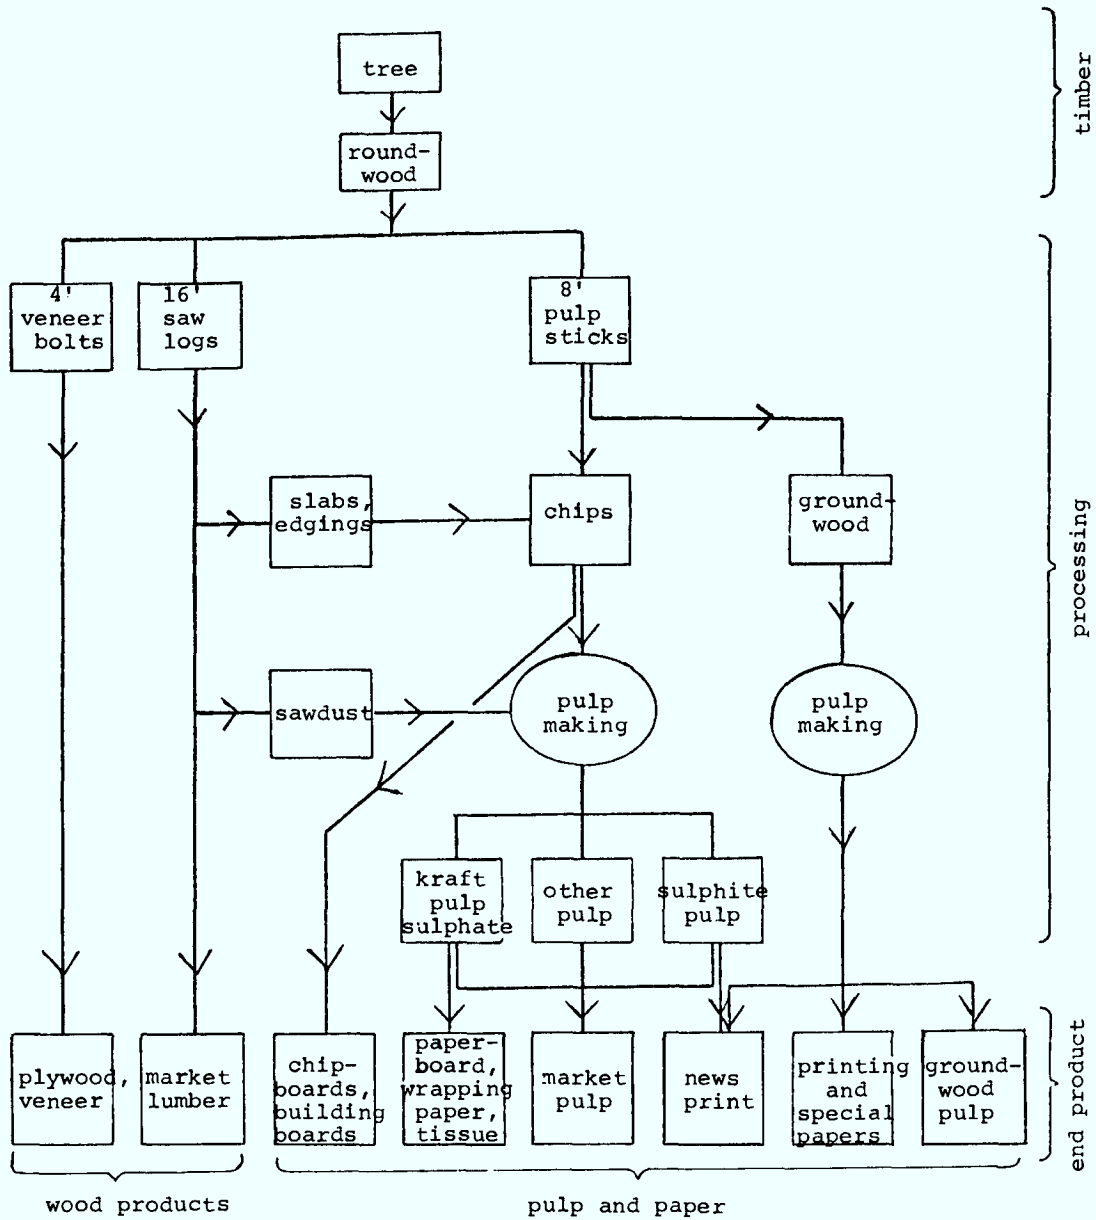 tree
timber
round-
wood
4'
veneer
bolts
16'
saw
logs
8'
pulp
sticks
slabs,
edgings
chips
ground-
wood
processing
sawdust
pulp
making
pulp
making
kraft
pulp
sulphate
other
pulp
sulphite
pulp
plywood,
veneer
market
lumber
chip-
boards,
building
boards
paper-
board,
wrapping
paper,
tissue
market
pulp
news
print
printing
and
special
papers
ground-
wood
pulp
end product
wood products
pulp and paper